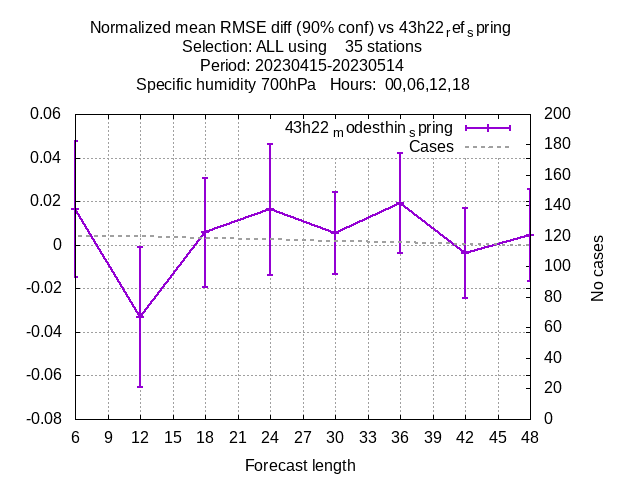 Normalized mean RMSE diff (90% conf) vs 43h22_ref_spring
Selection: ALL using 35 stations
Period: 20230415-20230514
Specific humidity 700hPa Hours: 00,06,12,18
43h22_modesthin_spring
Cases
0.06
0.04
0.02
0
-0.02
-0.04
-0.06
-0.08
200
180
160
140
120
100
80
60
40
20
0
No cases
6 9 12 15 18 21 24 27 30 33 36 39 42 45 48
Forecast length